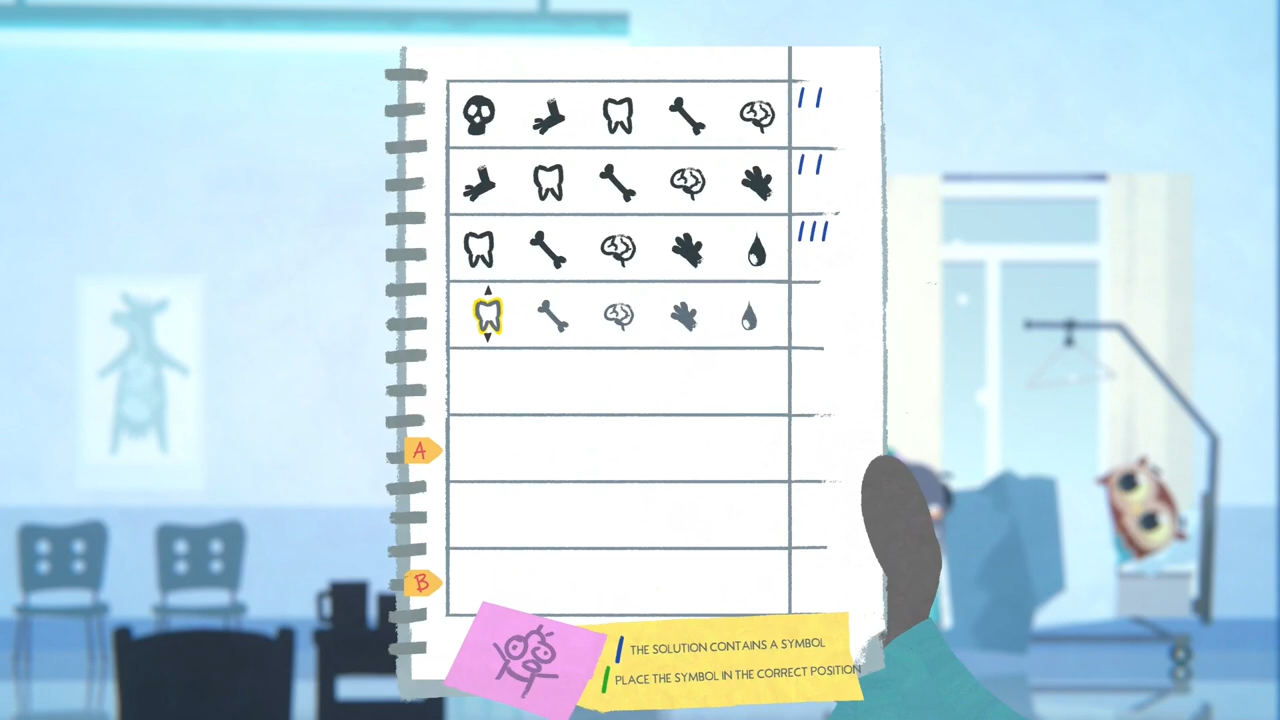 A
B
THE SOLUTION CONTAINS A SYMBOL
PLACE THE SYMBOL IN THE CORRECT POSITION